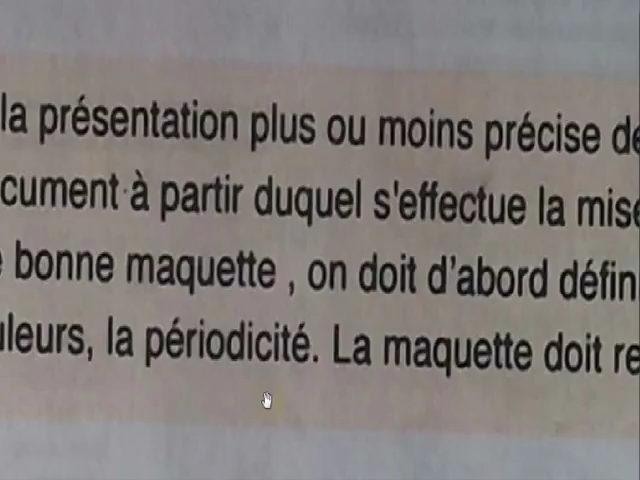 la présentation plus ou moins précise de
cument à partir duquel s'effectue la mise
bonne maquette , on doit d'abord défin
uleurs, la périodicité. La maquette doit re